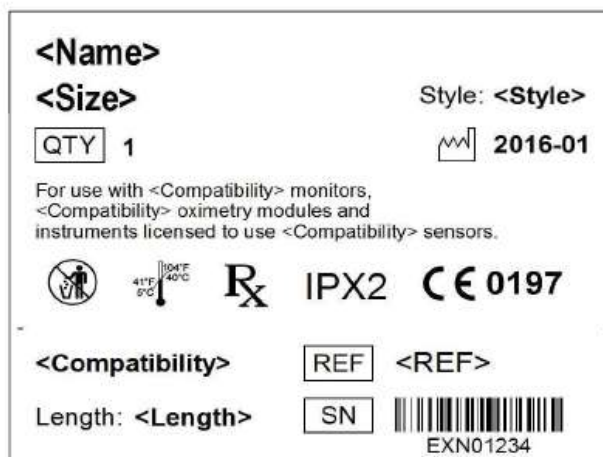 <Name>
<Size>
Style: <Style>
QTY 1
2016-01
For use with <Compatibility> monitors,
<Compatibility> oximetry modules and
instruments licensed to use <Compatibility> sensors.
41°F 5°C 104°F 40°C Rx IPX2 CE 0197
<Compatibility> REF <REF>
Length: <Length> SN
EXN01234